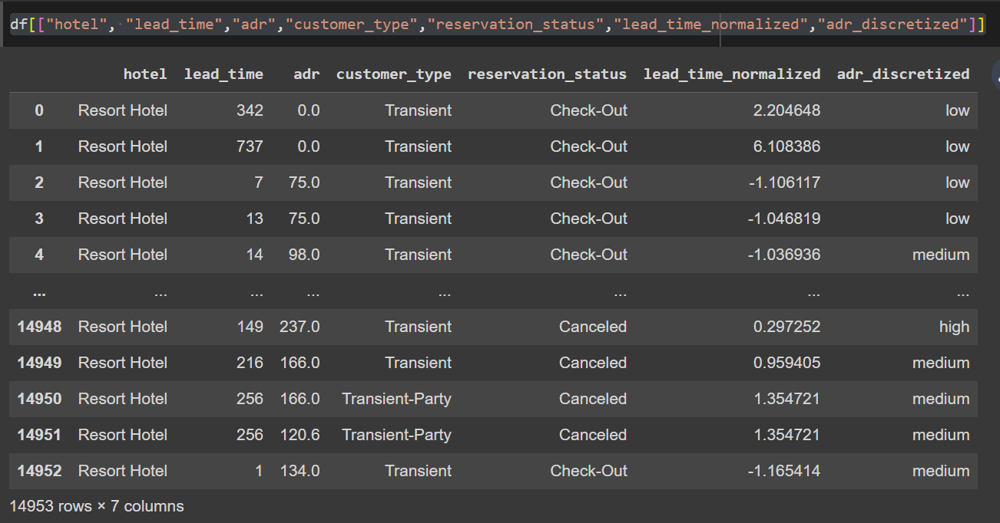 df[["hotel", "lead_time","adr","customer_type","reservation_status","lead_time_normalized","adr_discretized"]]
hotel lead_time adr customer_type reservation_status lead_time_normalized adr_discretized
0 Resort Hotel 342 0.0 Transient Check-Out 2.204648 low
1 Resort Hotel 737 0.0 Transient Check-Out 6.108386 low
2 Resort Hotel 7 75.0 Transient Check-Out -1.106117 low
3 Resort Hotel 13 75.0 Transient Check-Out -1.046819 low
4 Resort Hotel 14 98.0 Transient Check-Out -1.036936 medium
... ... ... ... ... ... ... ...
14948 Resort Hotel 149 237.0 Transient Canceled 0.297252 high
14949 Resort Hotel 216 166.0 Transient Canceled 0.959405 medium
14950 Resort Hotel 256 166.0 Transient-Party Canceled 1.354721 medium
14951 Resort Hotel 256 120.6 Transient-Party Canceled 1.354721 medium
14952 Resort Hotel 1 134.0 Transient Check-Out -1.165414 medium
14953 rows × 7 columns